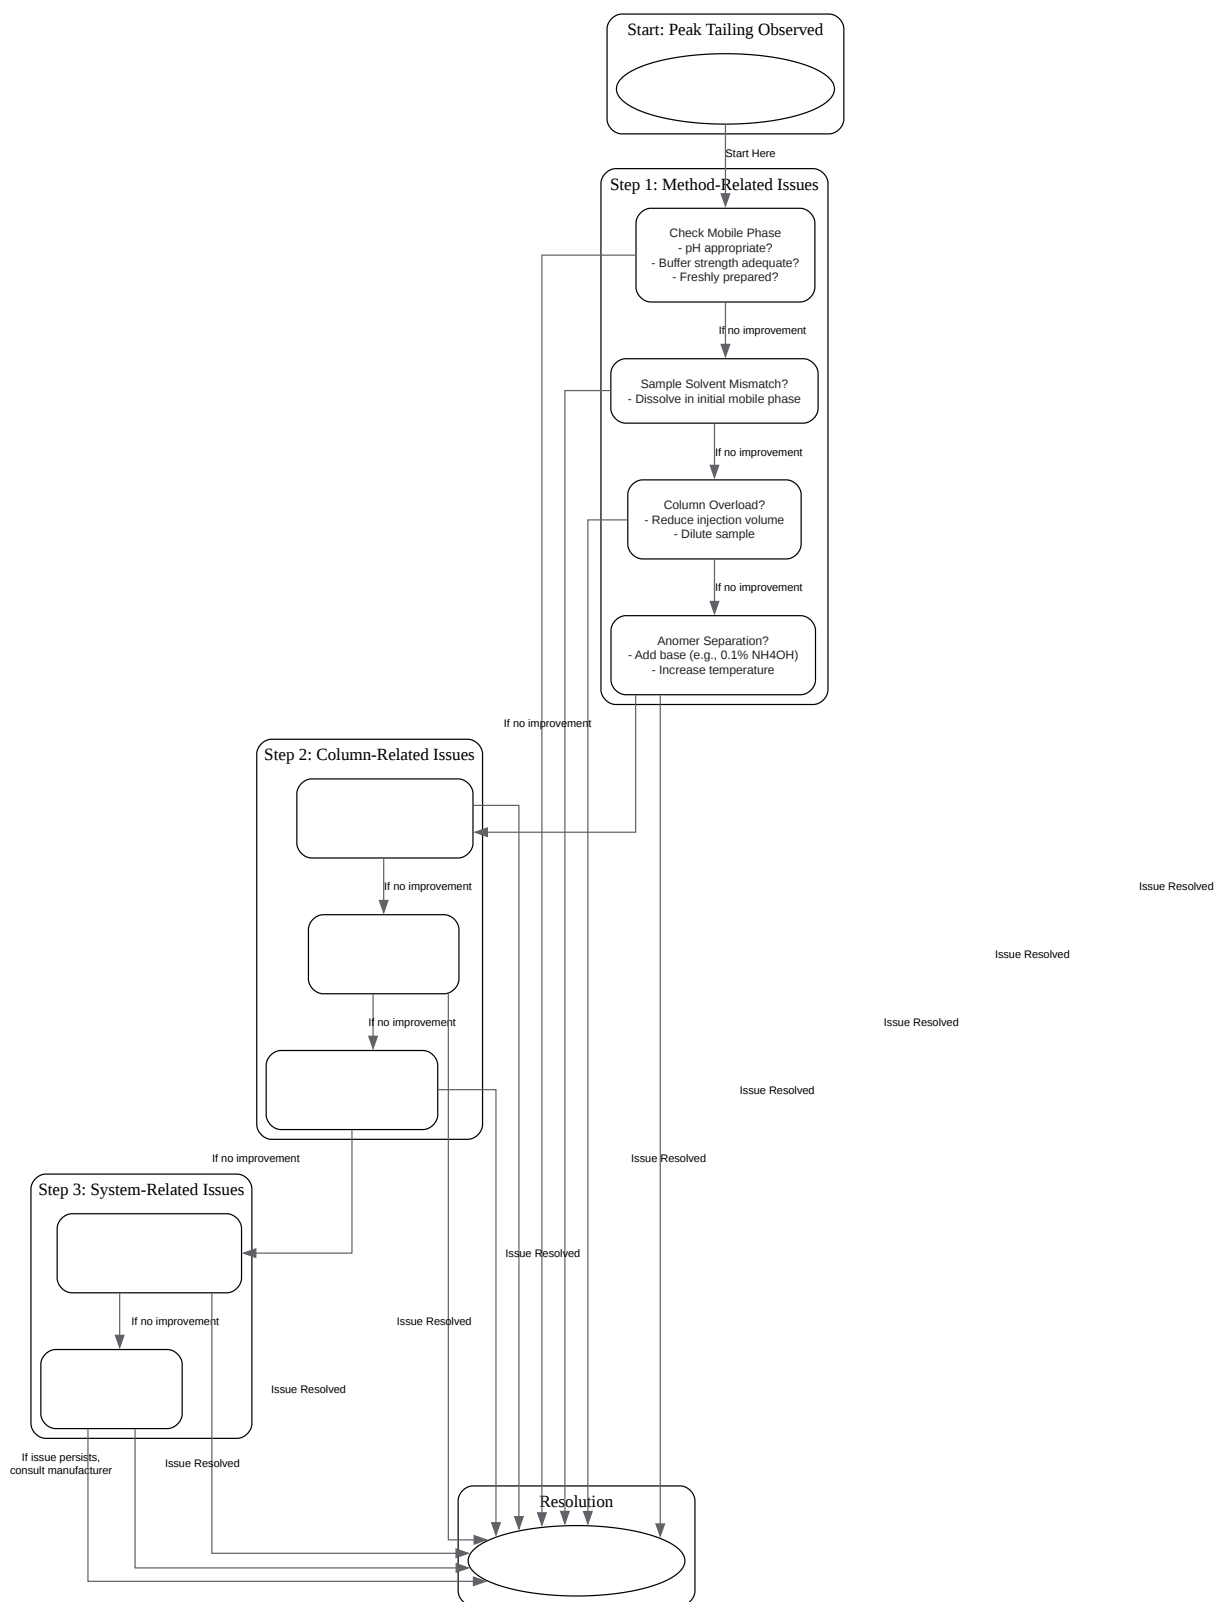 Start: Peak Tailing Observed
Start Here
Step 1: Method-Related Issues
Check Mobile Phase
- pH appropriate?
- Buffer strength adequate?
- Freshly prepared?
If no improvement
Sample Solvent Mismatch?
- Dissolve in initial mobile phase
If no improvement
Column Overload?
- Reduce injection volume
- Dilute sample
If no improvement
Anomer Separation?
- Add base (e.g., 0.1% NH4OH)
- Increase temperature
If no improvement
Step 2: Column-Related Issues
If no improvement
Issue Resolved
Issue Resolved
If no improvement
Issue Resolved
Issue Resolved
If no improvement
Issue Resolved
Step 3: System-Related Issues
Issue Resolved
If no improvement
Issue Resolved
Issue Resolved
If issue persists,
consult manufacturer
Issue Resolved
Resolution